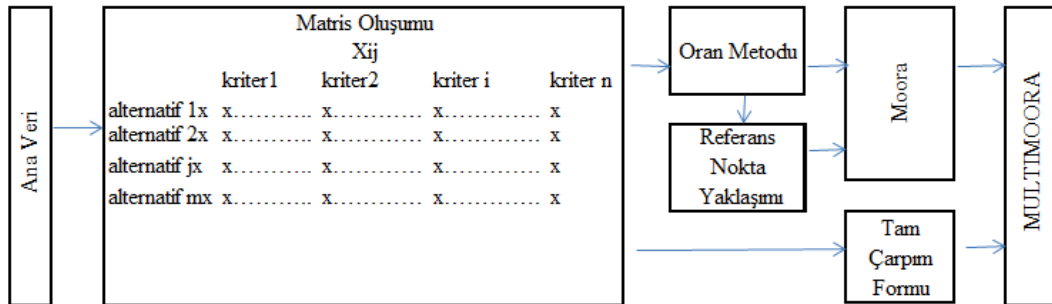 Ana Veri
Matris Oluşumu
Xij
kriter1 kriter2 kriter i kriter n
alternatif 1x x……….. x…………. x…………. x
alternatif 2x x……….. x…………. x…………. x
alternatif jx x……….. x…………. x…………. x
alternatif mx x……….. x…………. x…………. x
Oran Metodu
Referans
Nokta
Yaklaşımı
Moora
Tam
Çarpım
Formu
MULTIMOORA